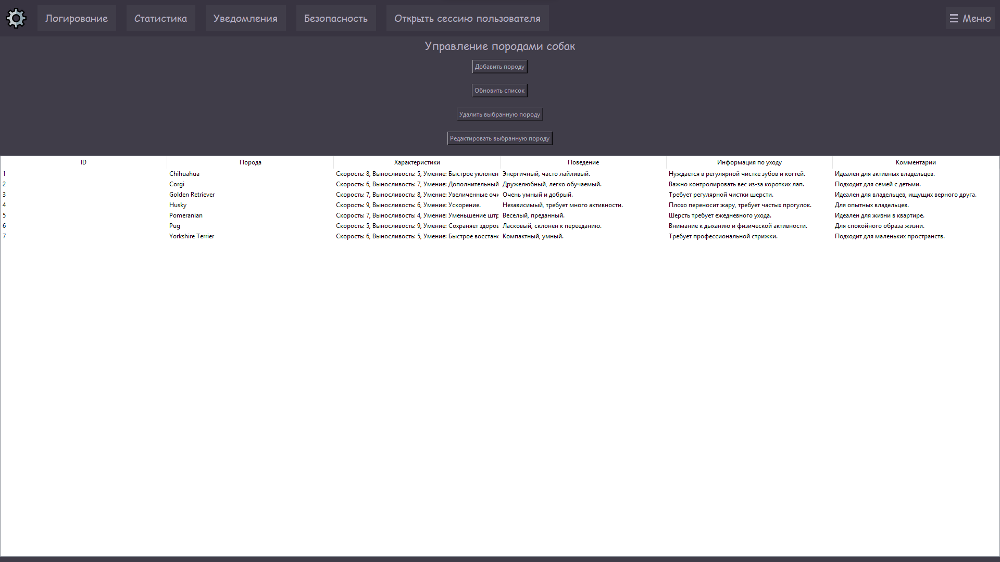 Логирование Статистика Уведомления Безопасность Открыть сессию пользователя ☰ Меню
Управление породами собак
Добавить породу
Обновить список
Удалить выбранную породу
Редактировать выбранную породу
ID Порода Характеристики Поведение Информация по уходу Комментарии
1 Chihuahua Скорость: 8, Выносливость: 5, Умение: Быстрое уклонен Энергичный, часто лайливый. Нуждается в регулярной чистке зубов и когтей. Идеален для активных владельцев.
2 Corgi Скорость: 6, Выносливость: 7, Умение: Дополнительный Дружелюбный, легко обучаемый. Важно контролировать вес из-за коротких лап. Подходит для семей с детьми.
3 Golden Retriever Скорость: 7, Выносливость: 8, Умение: Увеличенные очк Очень умный и добрый. Требует регулярной чистки шерсти. Идеален для владельцев, ищущих верного друга.
4 Husky Скорость: 9, Выносливость: 6, Умение: Ускорение. Независимый, требует много активности. Плохо переносит жару, требует частых прогулок. Для опытных владельцев.
5 Pomeranian Скорость: 7, Выносливость: 4, Умение: Уменьшение штр Веселый, преданный. Шерсть требует ежедневного ухода. Идеален для жизни в квартире.
6 Pug Скорость: 5, Выносливость: 9, Умение: Сохраняет здоров Ласковый, склонен к перееданию. Внимание к дыханию и физической активности. Для спокойного образа жизни.
7 Yorkshire Terrier Скорость: 6, Выносливость: 5, Умение: Быстрое восстано Компактный, умный. Требует профессиональной стрижки. Подходит для маленьких пространств.